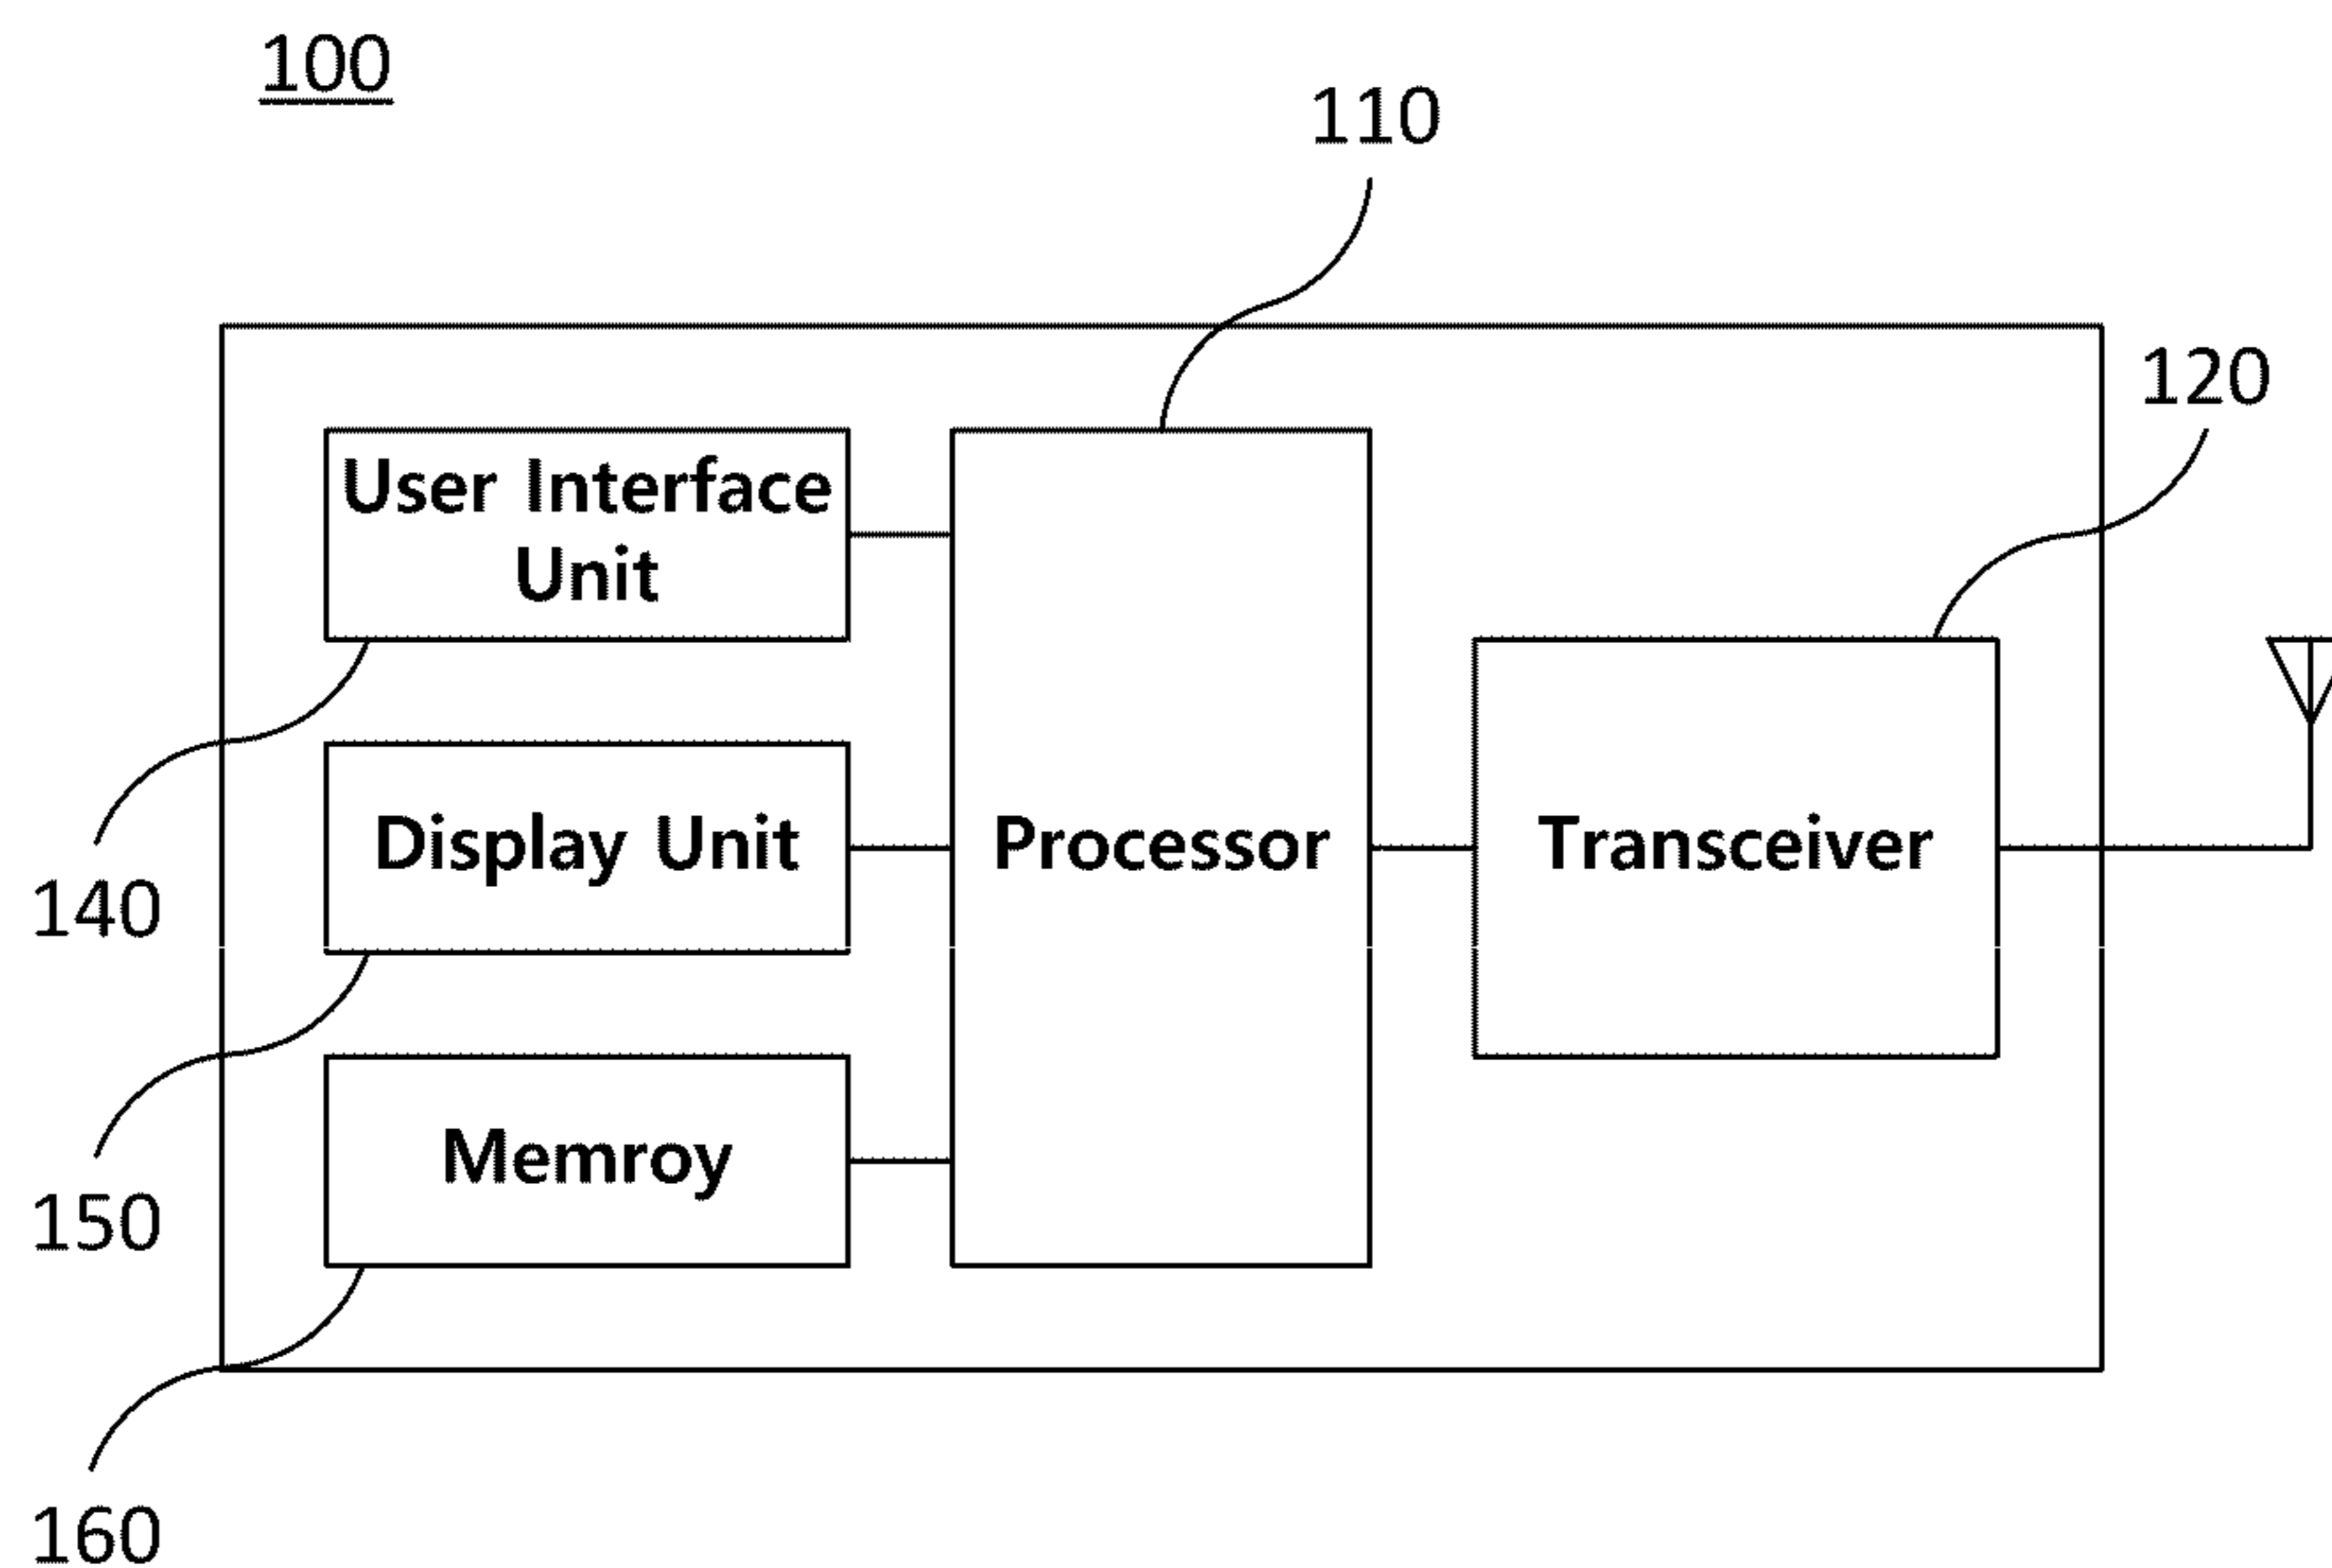 100
110
120
User Interface
Unit
140
Display Unit
Processor
Transceiver
150
Memroy
160